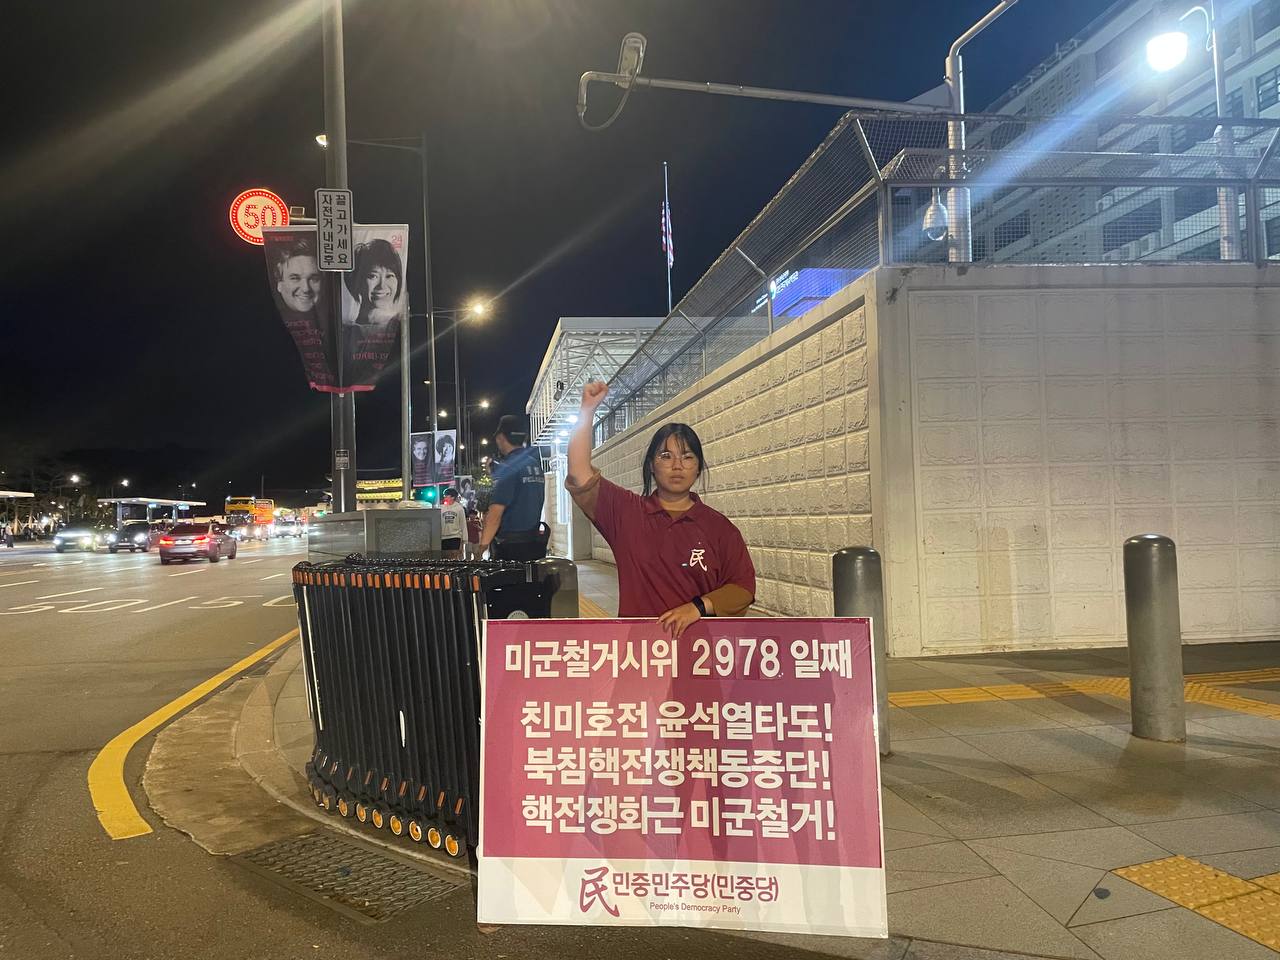 50
끌고가세요
자전거내린후
民
미군철거시위 2978 일째
친미호전 윤석열타도!
북침핵전쟁책동중단!
핵전쟁화근 미군철거!
民 민중민주당(민중당)
People's Democracy Party